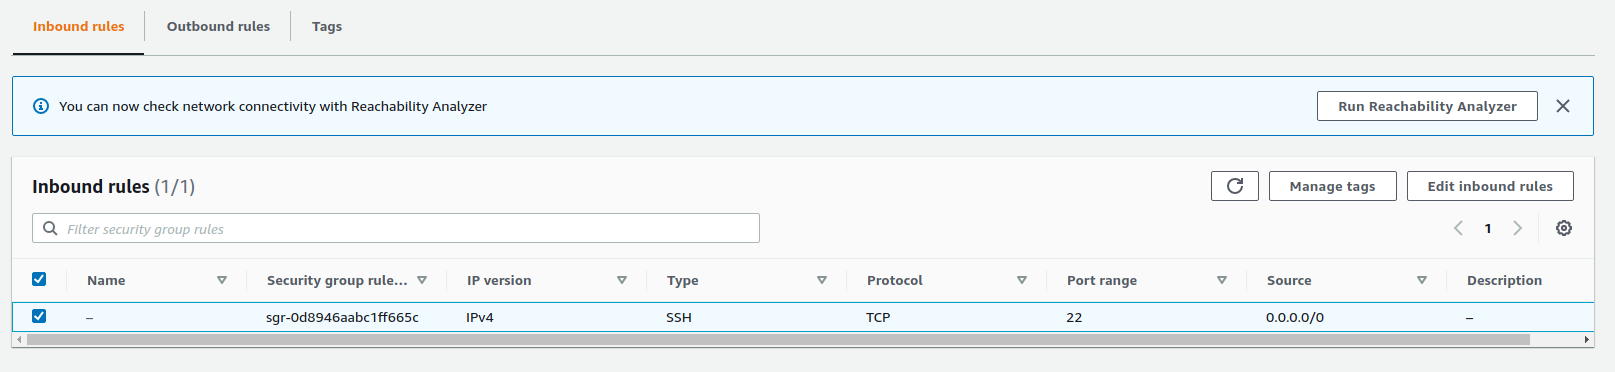 Inbound rules Outbound rules Tags
You can now check network connectivity with Reachability Analyzer Run Reachability Analyzer
Inbound rules (1/1) Manage tags Edit inbound rules
Filter security group rules 1
Name Security group rule... IP version Type Protocol Port range Source Description
– sgr-0d8946aabc1ff665c IPv4 SSH TCP 22 0.0.0.0/0 –